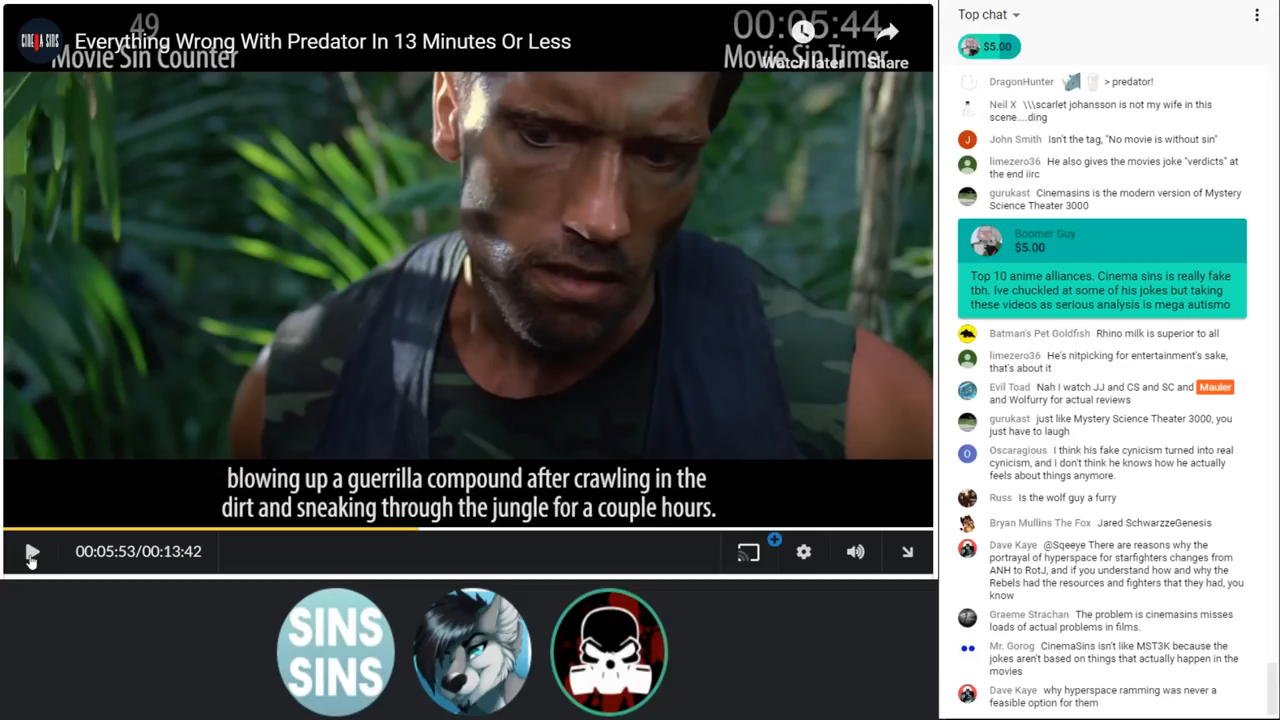 49
Movie Sin Counter
CINEMA SINS
Everything Wrong With Predator In 13 Minutes Or Less
00:05:44
Movie Sin Timer
Watch later
Share
blowing up a guerrilla compound after crawling in the
dirt and sneaking through the jungle for a couple hours.
00:05:53/00:13:42
SINS
SINS
Top chat
$5.00
DragonHunter > predator!
Neil X \\\scarlet johansson is not my wife in this
scene....ding
J
John Smith Isn't the tag, "No movie is without sin"
limezero36 He also gives the movies joke "verdicts" at
the end iirc
gurukast Cinemasins is the modern version of Mystery
Science Theater 3000
Boomer Guy
$5.00
Top 10 anime alliances. Cinema sins is really fake
tbh. Ive chuckled at some of his jokes but taking
these videos as serious analysis is mega autismo
Batman's Pet Goldfish Rhino milk is superior to all
limezero36 He's nitpicking for entertainment's sake,
that's about it
Evil Toad Nah I watch JJ and CS and SC and Mauler
and Wolfurry for actual reviews
gurukast just like Mystery Science Theater 3000, you
just have to laugh
O
Oscaragious I think his fake cynicism turned into real
cynicism, and I don't think he knows how he actually
feels about things anymore.
Russ Is the wolf guy a furry
Bryan Mullins The Fox Jared SchwarzzeGenesis
Dave Kaye @Sqeeye There are reasons why the
portrayal of hyperspace for starfighters changes from
ANH to RotJ, and if you understand how and why the
Rebels had the resources and fighters that they had, you
know
Graeme Strachan The problem is cinemasins misses
loads of actual problems in films.
Mr. Gorog CinemaSins isn't like MST3K because the
jokes aren't based on things that actually happen in the
movies
Dave Kaye why hyperspace ramming was never a
feasible option for them